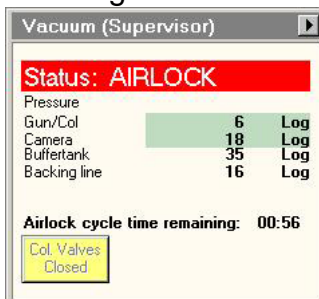 Vacuum (Supervisor)
Status: AIRLOCK
Pressure
Gun/Col 6 Log
Camera 18 Log
Buffertank 35 Log
Backing line 16 Log
Airlock cycle time remaining: 00:56
Col. Valves
Closed